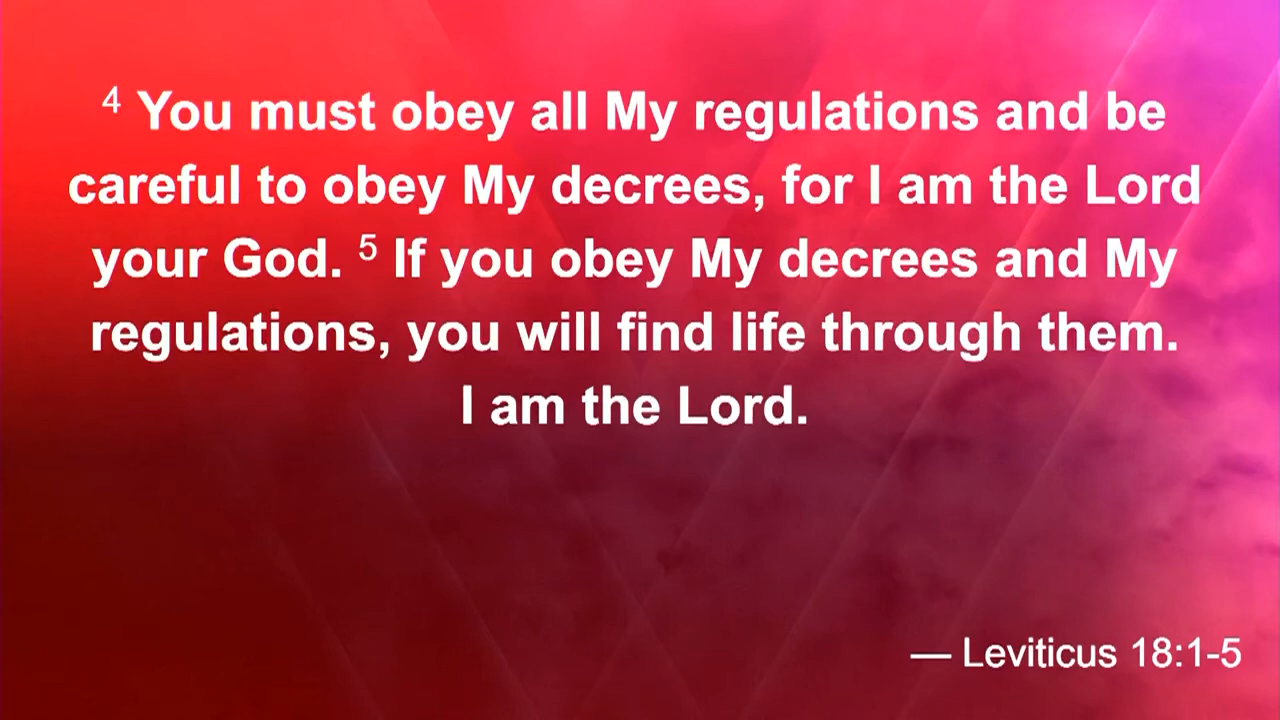 4 You must obey all My regulations and be
careful to obey My decrees, for I am the Lord
your God. 5 If you obey My decrees and My
regulations, you will find life through them.
I am the Lord.
— Leviticus 18:1-5